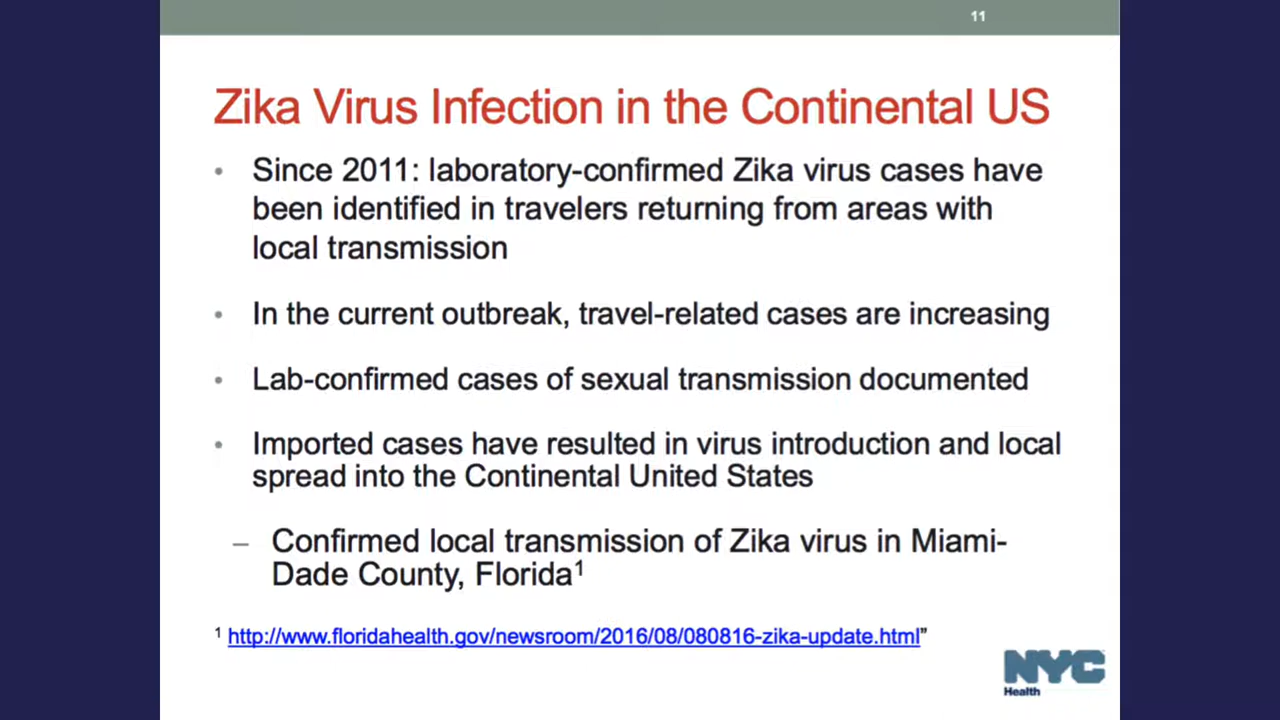 11
Zika Virus Infection in the Continental US
• Since 2011: laboratory-confirmed Zika virus cases have
been identified in travelers returning from areas with
local transmission
• In the current outbreak, travel-related cases are increasing
• Lab-confirmed cases of sexual transmission documented
• Imported cases have resulted in virus introduction and local
spread into the Continental United States
– Confirmed local transmission of Zika virus in Miami-
Dade County, Florida¹
¹ http://www.floridahealth.gov/newsroom/2016/08/080816-zika-update.html”
NYC
Health